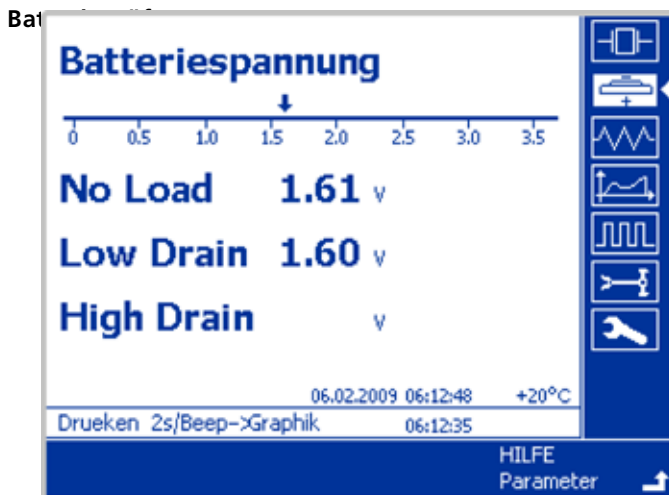 Batteriespannung
0 0.5 1.0 1.5 2.0 2.5 3.0 3.5
No Load 1.61 v
Low Drain 1.60 v
High Drain v
06.02.2009 06:12:48 +20°C
Drueken 2s/Beep->Graphik 06:12:35
HILFE
Parameter